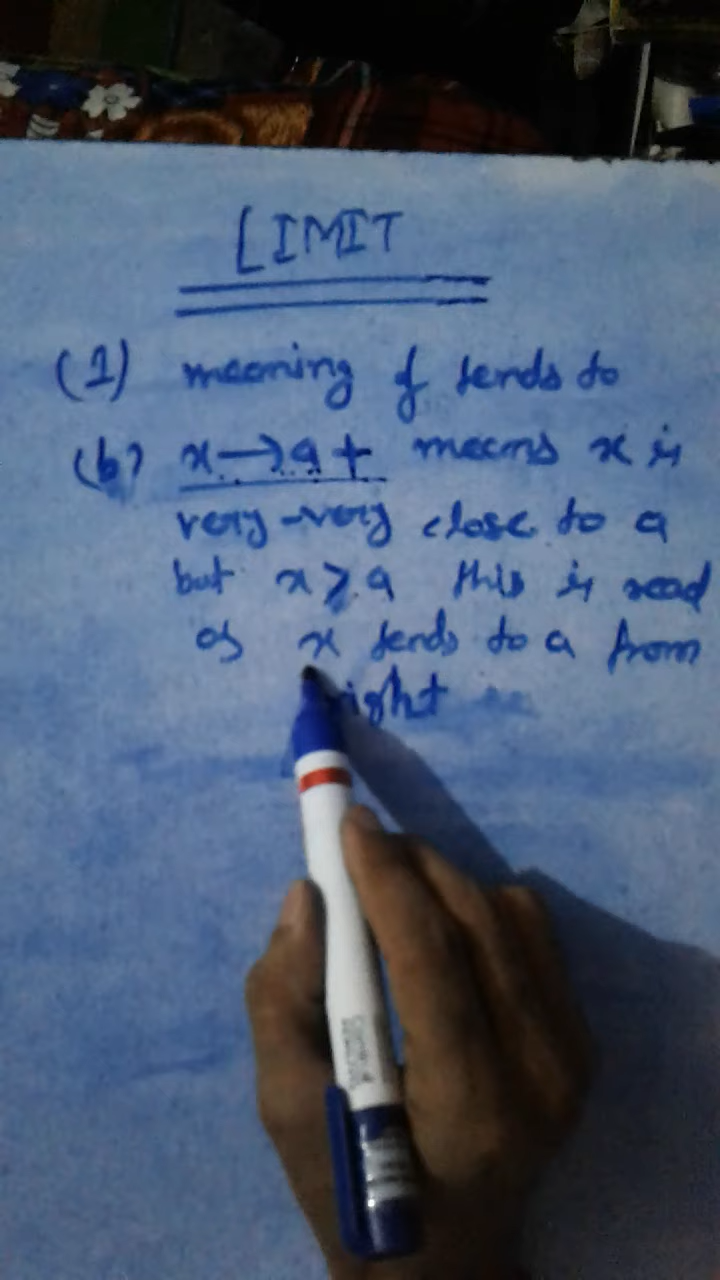 LIMIT
(1) meaning of tends to
(b) x→a+ means x is
very-very close to a
but x > a this is read
as x tends to a from
right